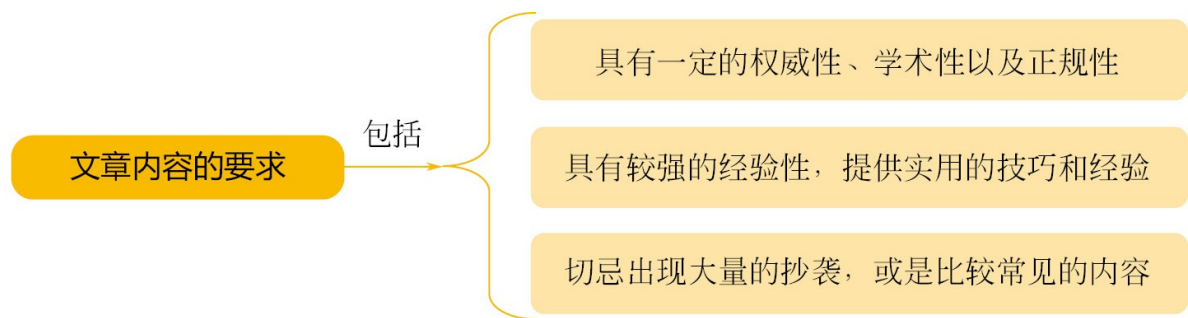 文章内容的要求
包括
具有一定的权威性、学术性以及正规性
具有较强的经验性，提供实用的技巧和经验
切忌出现大量的抄袭，或是比较常见的内容